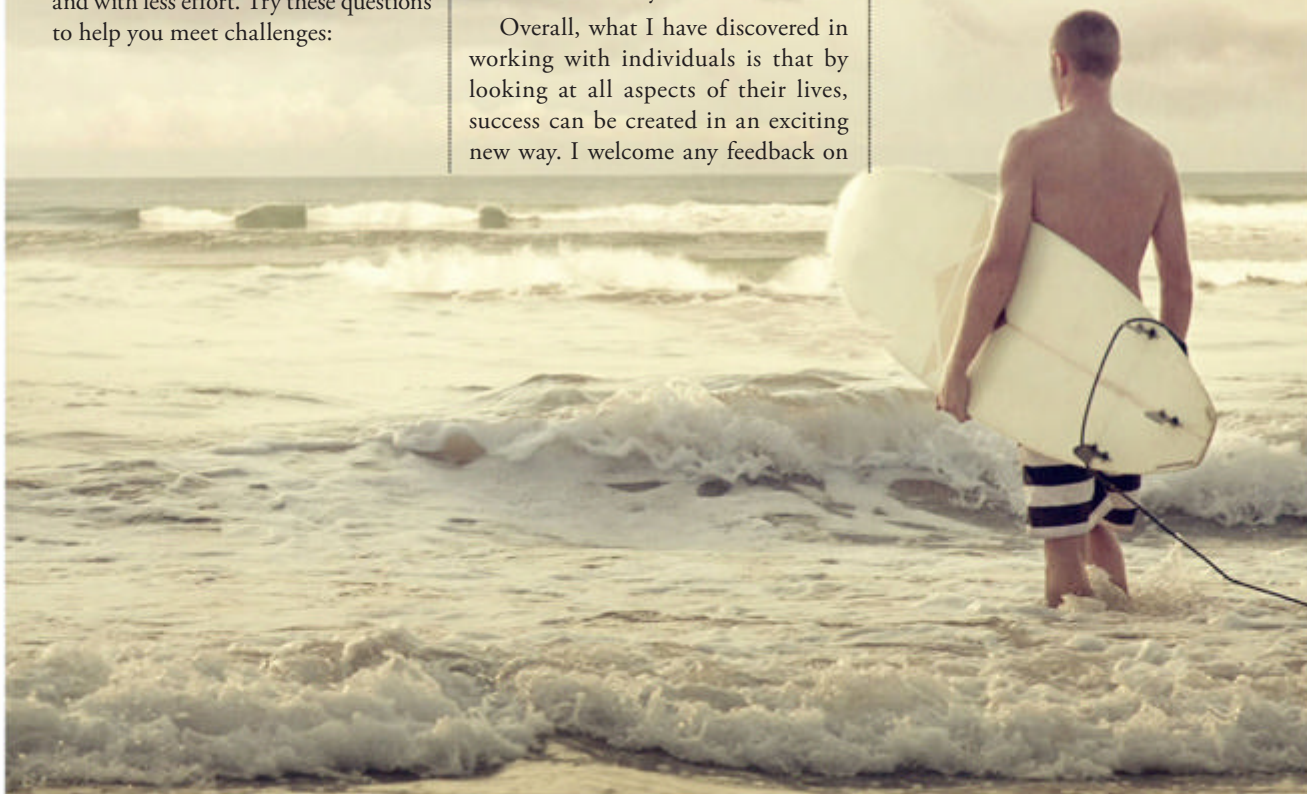 and with less effort. Try these questions
to help you meet challenges:
Overall, what I have discovered in
working with individuals is that by
looking at all aspects of their lives,
success can be created in an exciting
new way. I welcome any feedback on